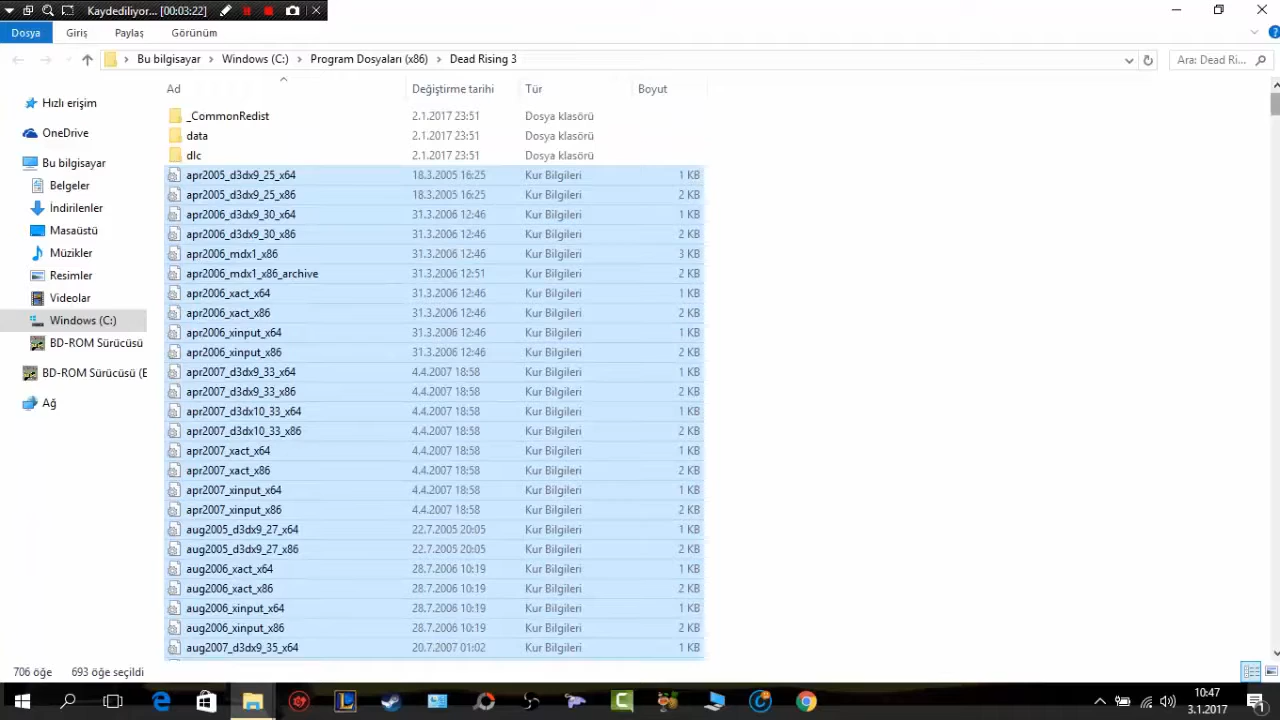 Kaydediliyor... [00:03:22]
Dosya Giriş Paylaş Görünüm
Bu bilgisayar Windows (C:) Program Dosyaları (x86) Dead Rising 3 Ara: Dead Ri...
Ad Değiştirme tarihi Tür Boyut
Hızlı erişim
OneDrive
Bu bilgisayar
Belgeler
İndirilenler
Masaüstü
Müzikler
Resimler
Videolar
Windows (C:)
BD-ROM Sürücüsü
BD-ROM Sürücüsü (E
Ağ
_CommonRedist 2.1.2017 23:51 Dosya klasörü
data 2.1.2017 23:51 Dosya klasörü
dlc 2.1.2017 23:51 Dosya klasörü
apr2005_d3dx9_25_x64 18.3.2005 16:25 Kur Bilgileri 1 KB
apr2005_d3dx9_25_x86 18.3.2005 16:25 Kur Bilgileri 2 KB
apr2006_d3dx9_30_x64 31.3.2006 12:46 Kur Bilgileri 1 KB
apr2006_d3dx9_30_x86 31.3.2006 12:46 Kur Bilgileri 2 KB
apr2006_mdx1_x86 31.3.2006 12:46 Kur Bilgileri 3 KB
apr2006_mdx1_x86_archive 31.3.2006 12:51 Kur Bilgileri 2 KB
apr2006_xact_x64 31.3.2006 12:46 Kur Bilgileri 1 KB
apr2006_xact_x86 31.3.2006 12:46 Kur Bilgileri 2 KB
apr2006_xinput_x64 31.3.2006 12:46 Kur Bilgileri 1 KB
apr2006_xinput_x86 31.3.2006 12:46 Kur Bilgileri 2 KB
apr2007_d3dx9_33_x64 4.4.2007 18:58 Kur Bilgileri 1 KB
apr2007_d3dx9_33_x86 4.4.2007 18:58 Kur Bilgileri 2 KB
apr2007_d3dx10_33_x64 4.4.2007 18:58 Kur Bilgileri 1 KB
apr2007_d3dx10_33_x86 4.4.2007 18:58 Kur Bilgileri 2 KB
apr2007_xact_x64 4.4.2007 18:58 Kur Bilgileri 1 KB
apr2007_xact_x86 4.4.2007 18:58 Kur Bilgileri 2 KB
apr2007_xinput_x64 4.4.2007 18:58 Kur Bilgileri 1 KB
apr2007_xinput_x86 4.4.2007 18:58 Kur Bilgileri 2 KB
aug2005_d3dx9_27_x64 22.7.2005 20:05 Kur Bilgileri 1 KB
aug2005_d3dx9_27_x86 22.7.2005 20:05 Kur Bilgileri 2 KB
aug2006_xact_x64 28.7.2006 10:19 Kur Bilgileri 1 KB
aug2006_xact_x86 28.7.2006 10:19 Kur Bilgileri 2 KB
aug2006_xinput_x64 28.7.2006 10:19 Kur Bilgileri 1 KB
aug2006_xinput_x86 28.7.2006 10:19 Kur Bilgileri 2 KB
aug2007_d3dx9_35_x64 20.7.2007 01:02 Kur Bilgileri 1 KB
706 öğe 693 öğe seçildi
10:47
3.1.2017